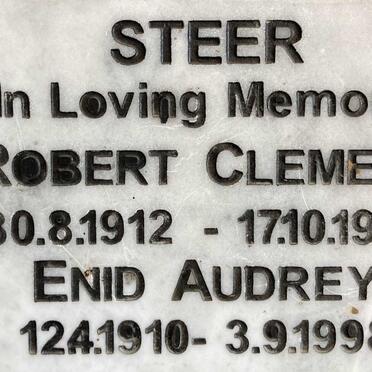 STEER
In Loving Memo
ROBERT CLEME
30.8.1912 - 17.10.19
ENID AUDREY
12.4.1910 - 3.9.1998